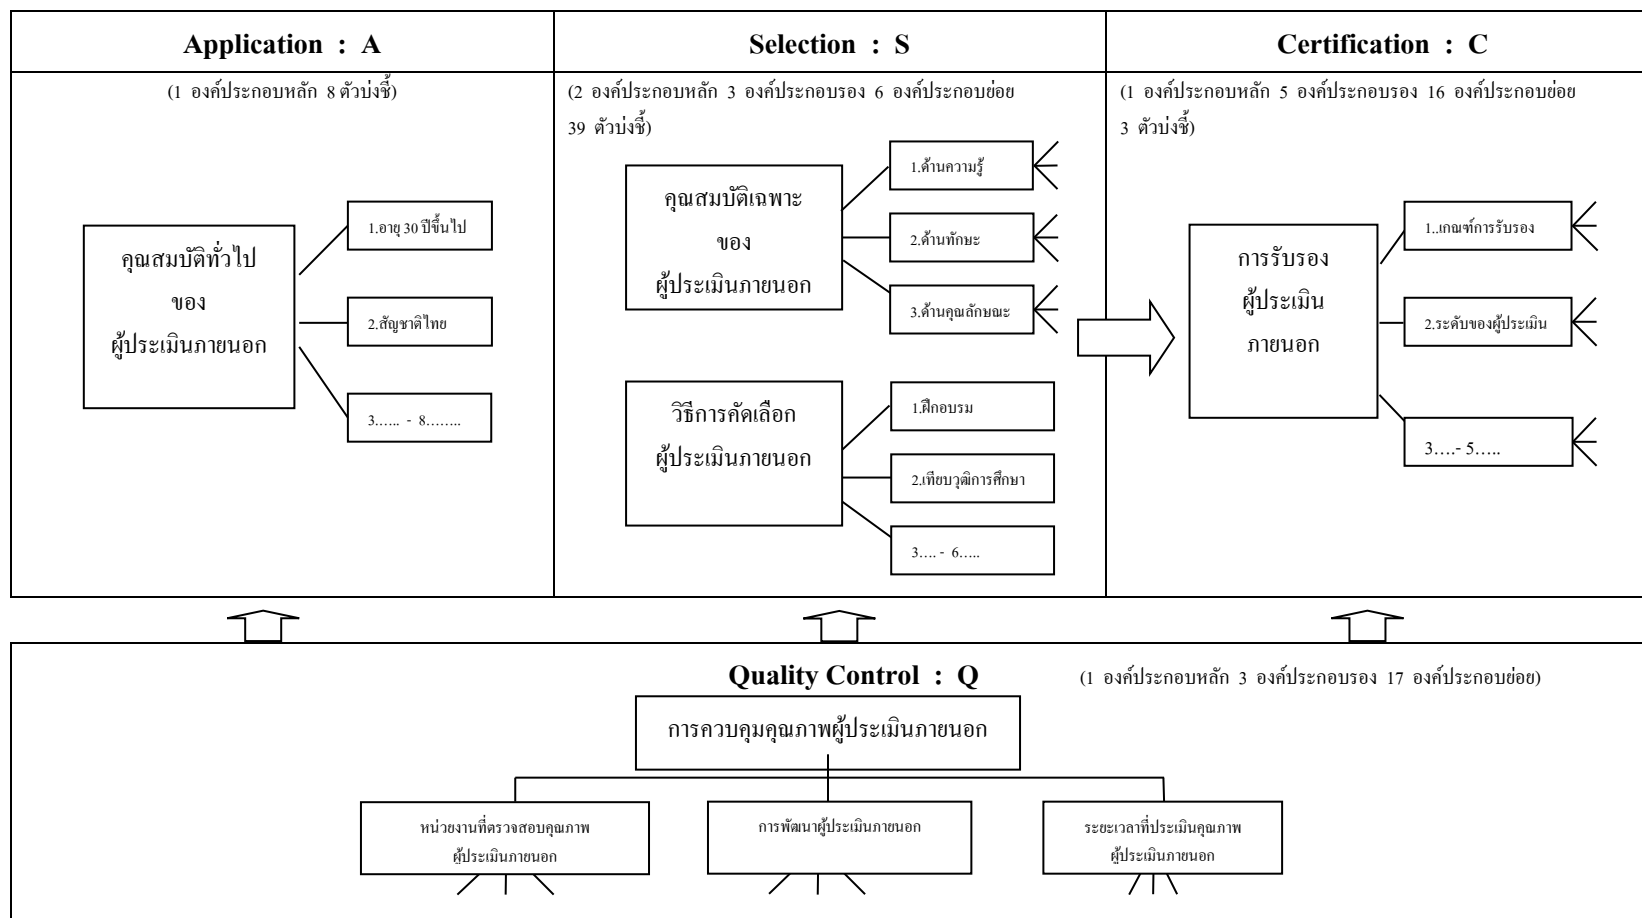 Application : A
(1 องค์ประกอบหลัก 8 ตัวบ่งชี้)
คุณสมบัติทั่วไป
ของ
ผู้ประเมินภายนอก
1.อายุ 30 ปีขึ้นไป
2.สัญชาติไทย
3…... - 8……..
Selection : S
(2 องค์ประกอบหลัก 3 องค์ประกอบรอง 6 องค์ประกอบย่อย
39 ตัวบ่งชี้)
คุณสมบัติเฉพาะ
ของ
ผู้ประเมินภายนอก
1.ด้านความรู้
2.ด้านทักษะ
3.ด้านคุณลักษณะ
วิธีการคัดเลือก
ผู้ประเมินภายนอก
1.ฝึกอบรม
2.เทียบวุฒิการศึกษา
3…. - 6…..
Certification : C
(1 องค์ประกอบหลัก 5 องค์ประกอบรอง 16 องค์ประกอบย่อย
3 ตัวบ่งชี้)
การรับรอง
ผู้ประเมิน
ภายนอก
1..เกณฑ์การรับรอง
2.ระดับของผู้ประเมิน
3….- 5…..
Quality Control : Q
(1 องค์ประกอบหลัก 3 องค์ประกอบรอง 17 องค์ประกอบย่อย)
การควบคุมคุณภาพผู้ประเมินภายนอก
หน่วยงานที่ตรวจสอบคุณภาพ
ผู้ประเมินภายนอก
การพัฒนาผู้ประเมินภายนอก
ระยะเวลาที่ประเมินคุณภาพ
ผู้ประเมินภายนอก